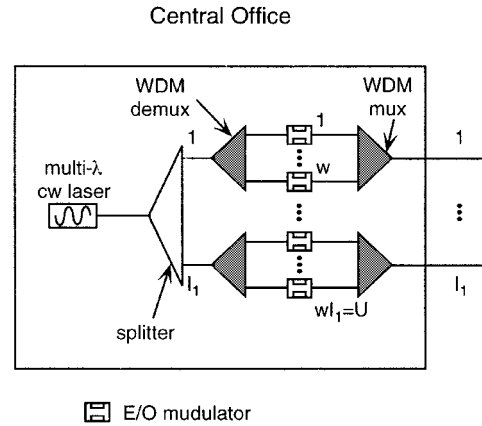 Central Office
WDM
demux
WDM
mux
multi-λ
cw laser
1
1
1
w
l₁
l₁
wl₁=U
splitter
E/O mudulator